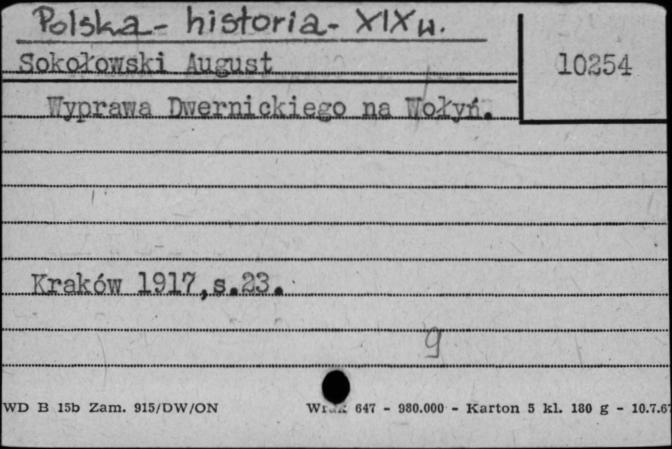 Polska - historia - XIX w.
Sokołowski August
10254
Wyprawa Dwernickiego na Wołyń.
Kraków 1917,s.23.
9
WD B 15b Zam. 915/DW/ON
647 - 980.000 - Karton 5 kl. 180 g - 10.7.67